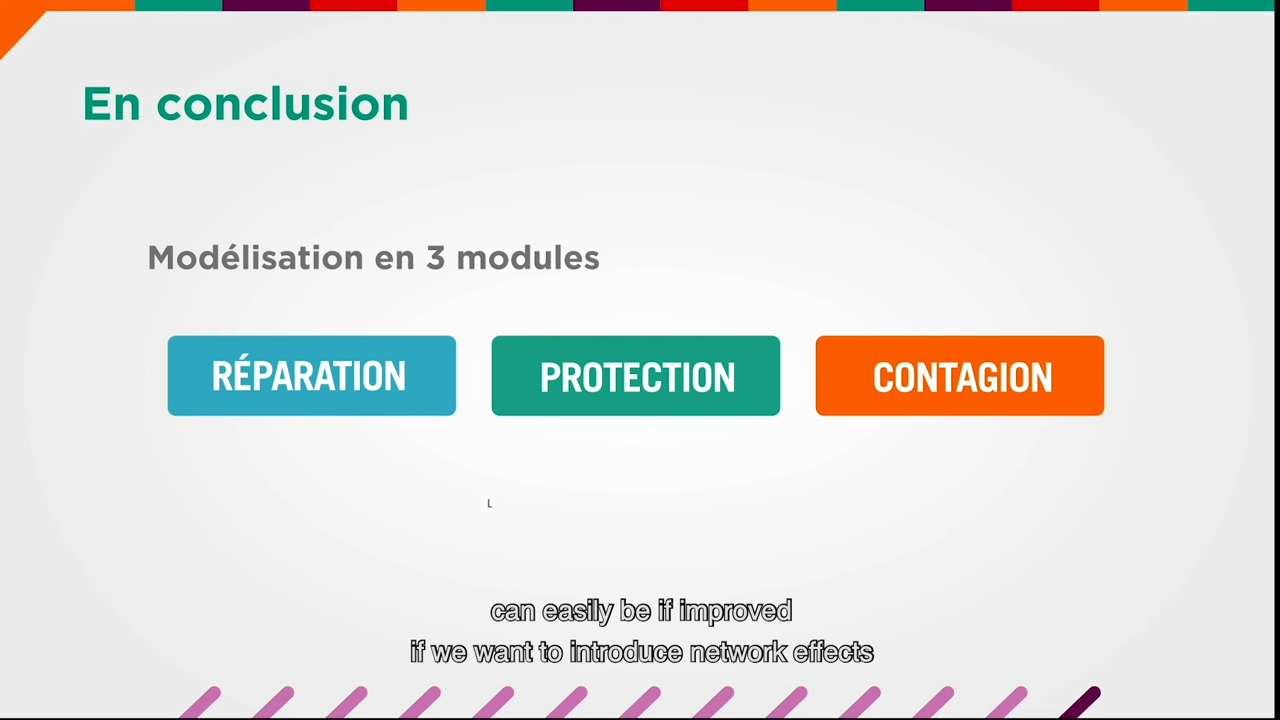 En conclusion
Modélisation en 3 modules
RÉPARATION
PROTECTION
CONTAGION
L
can easily be if improved
if we want to introduce network effects